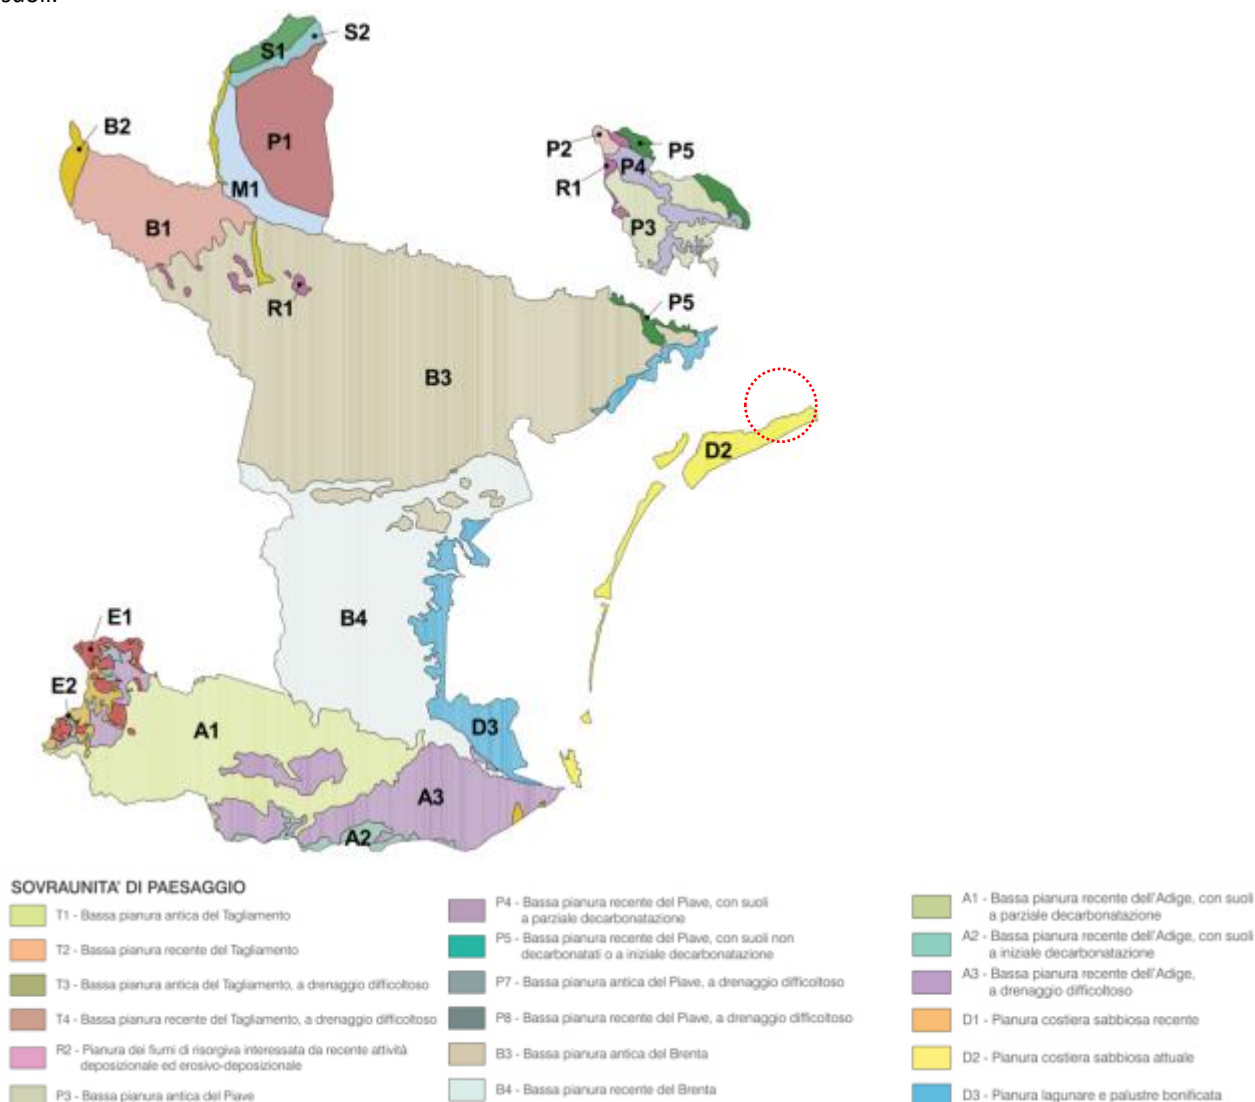 S1
S2
B2
P1
P2
P5
P4
R1
M1
B1
P3
R1
P5
B3
D2
E1
B4
E2
A1
D3
A3
A2
SOVRAUNITA' DI PAESAGGIO
T1 - Bassa pianura antica del Tagliamento
T2 - Bassa pianura recente del Tagliamento
T3 - Bassa pianura antica del Tagliamento, a drenaggio difficoltoso
T4 - Bassa pianura recente del Tagliamento, a drenaggio difficoltoso
R2 - Pianura dei fiumi di risorgiva interessata da recente attività
deposizionale ed erosivo-deposizionale
P3 - Bassa pianura antica del Piave
P4 - Bassa pianura recente del Piave, con suoli
a parziale decarbonatazione
P5 - Bassa pianura recente del Piave, con suoli non
decarbonatati o a iniziale decarbonatazione
P7 - Bassa pianura antica del Piave, a drenaggio difficoltoso
P8 - Bassa pianura recente del Piave, a drenaggio difficoltoso
B3 - Bassa pianura antica del Brenta
B4 - Bassa pianura recente del Brenta
A1 - Bassa pianura recente dell'Adige, con suoli
a parziale decarbonatazione
A2 - Bassa pianura recente dell'Adige, con suoli
a iniziale decarbonatazione
A3 - Bassa pianura recente dell'Adige,
a drenaggio difficoltoso
D1 - Pianura costiera sabbiosa recente
D2 - Pianura costiera sabbiosa attuale
D3 - Pianura lagunare e palustre bonificata